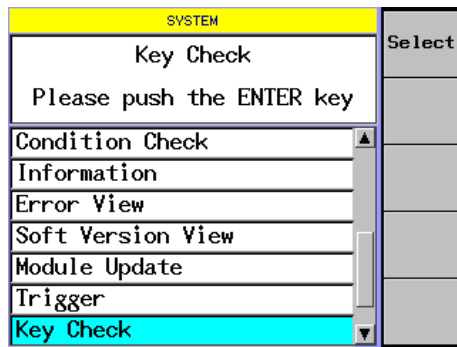 SYSTEM
Key Check
Please push the ENTER key
Select
Condition Check
Information
Error View
Soft Version View
Module Update
Trigger
Key Check